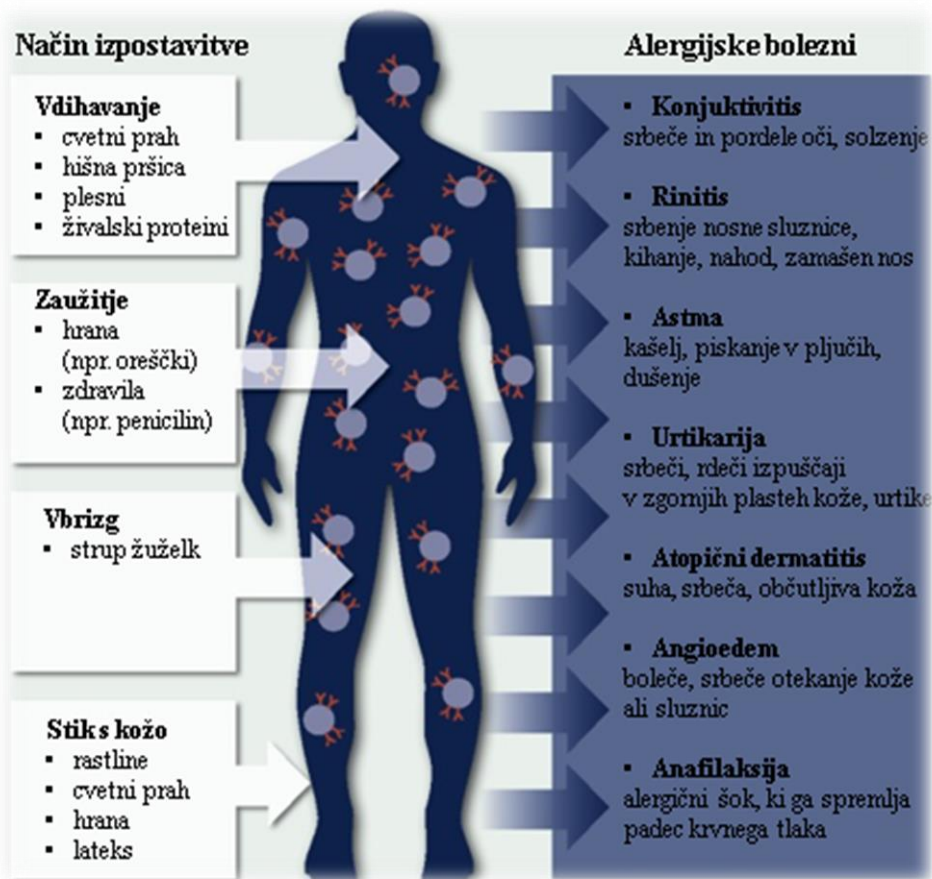 Način izpostavitve
Vdihavanje
▪ cvetni prah
▪ hišna pršica
▪ plesni
▪ živalski proteini
Zaužitje
▪ hrana
(npr. oreščki)
▪ zdravila
(npr. penicilin)
Vbrizg
▪ strup žuželk
Stik s kožo
▪ rastline
▪ cvetni prah
▪ hrana
▪ lateks
Alergijske bolezni
▪ Konjuktivitis
srbeče in pordele oči, solzenje
▪ Rinitis
srbenje nosne sluznice,
kihanje, nahod, zamašen nos
▪ Astma
kašelj, piskanje v pljučih,
dušenje
▪ Urtikarija
srbeči, rdeči izpuščaji
v zgornjih plasteh kože, urtike
▪ Atopični dermatitis
suha, srbeča, občutljiva koža
▪ Angioedem
boleče, srbeče otekanje kože
ali sluznic
▪ Anafilaksija
alergični šok, ki ga spremlja
padec krvnega tlaka